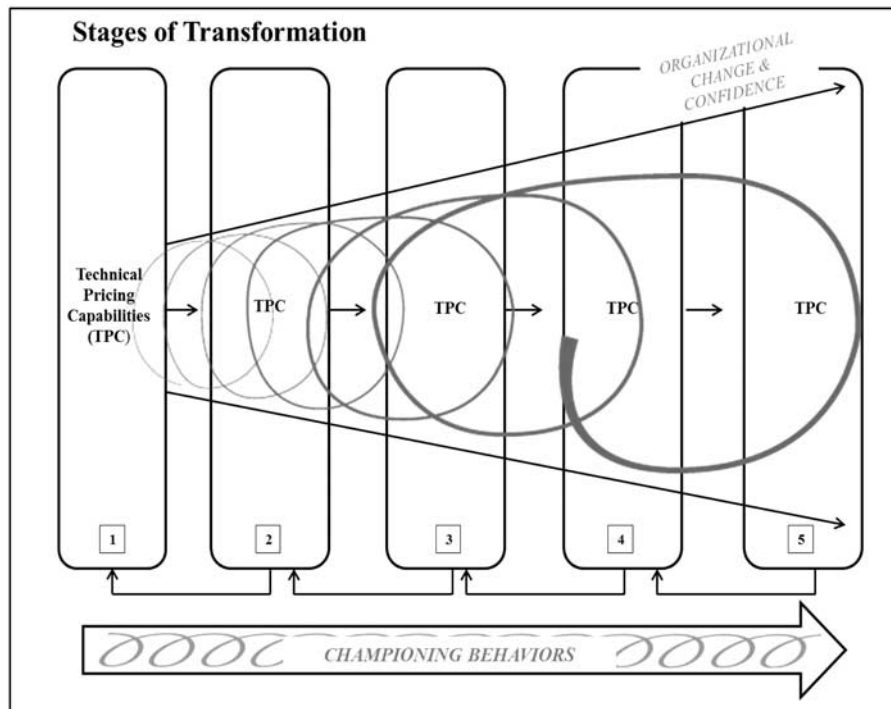 Stages of Transformation
ORGANIZATIONAL
CHANGE &
CONFIDENCE
Technical
Pricing
Capabilities
(TPC)
TPC
TPC
TPC
TPC
1
2
3
4
5
CHAMPIONING BEHAVIORS